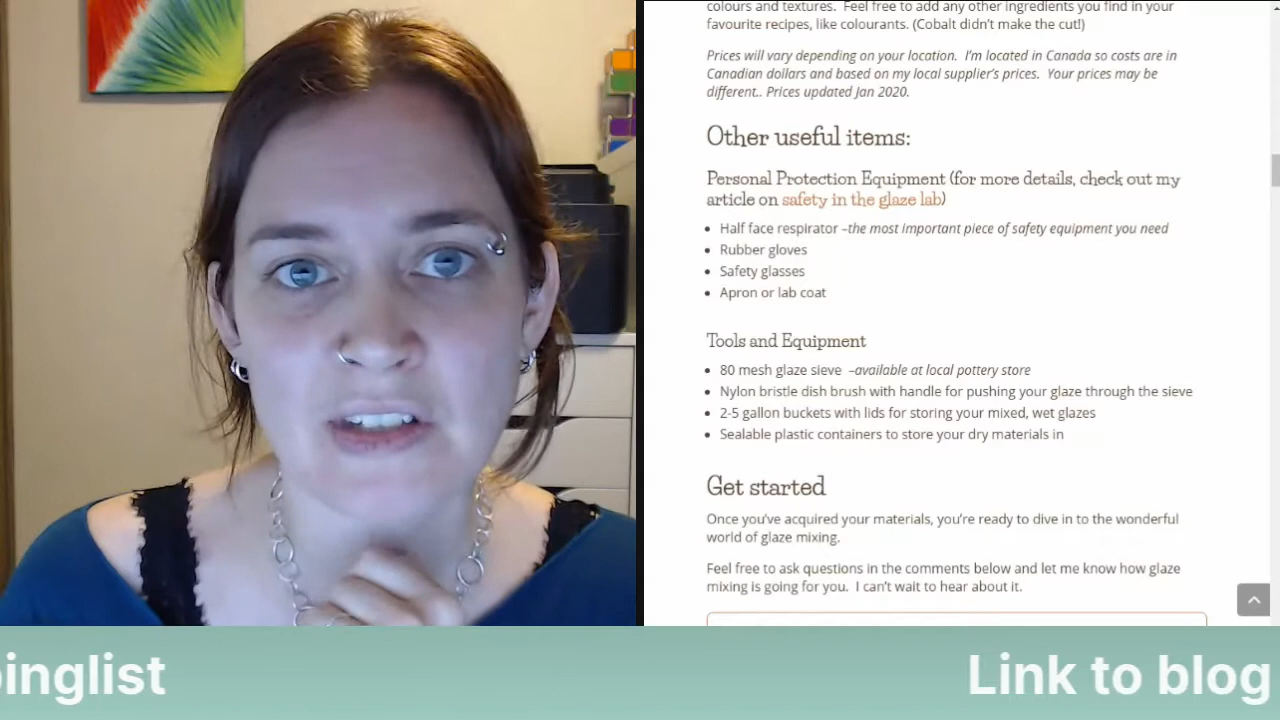 colours and textures. Feel free to add any other ingredients you find in your
favourite recipes, like colourants. (Cobalt didn't make the cut!)
Prices will vary depending on your location. I'm located in Canada so costs are in
Canadian dollars and based on my local supplier's prices. Your prices may be
different.. Prices updated Jan 2020.
Other useful items:
Personal Protection Equipment (for more details, check out my
article on safety in the glaze lab)
• Half face respirator –the most important piece of safety equipment you need
• Rubber gloves
• Safety glasses
• Apron or lab coat
Tools and Equipment
• 80 mesh glaze sieve –available at local pottery store
• Nylon bristle dish brush with handle for pushing your glaze through the sieve
• 2-5 gallon buckets with lids for storing your mixed, wet glazes
• Sealable plastic containers to store your dry materials in
Get started
Once you've acquired your materials, you're ready to dive in to the wonderful
world of glaze mixing.
Feel free to ask questions in the comments below and let me know how glaze
mixing is going for you. I can't wait to hear about it.
pinglist Link to blog